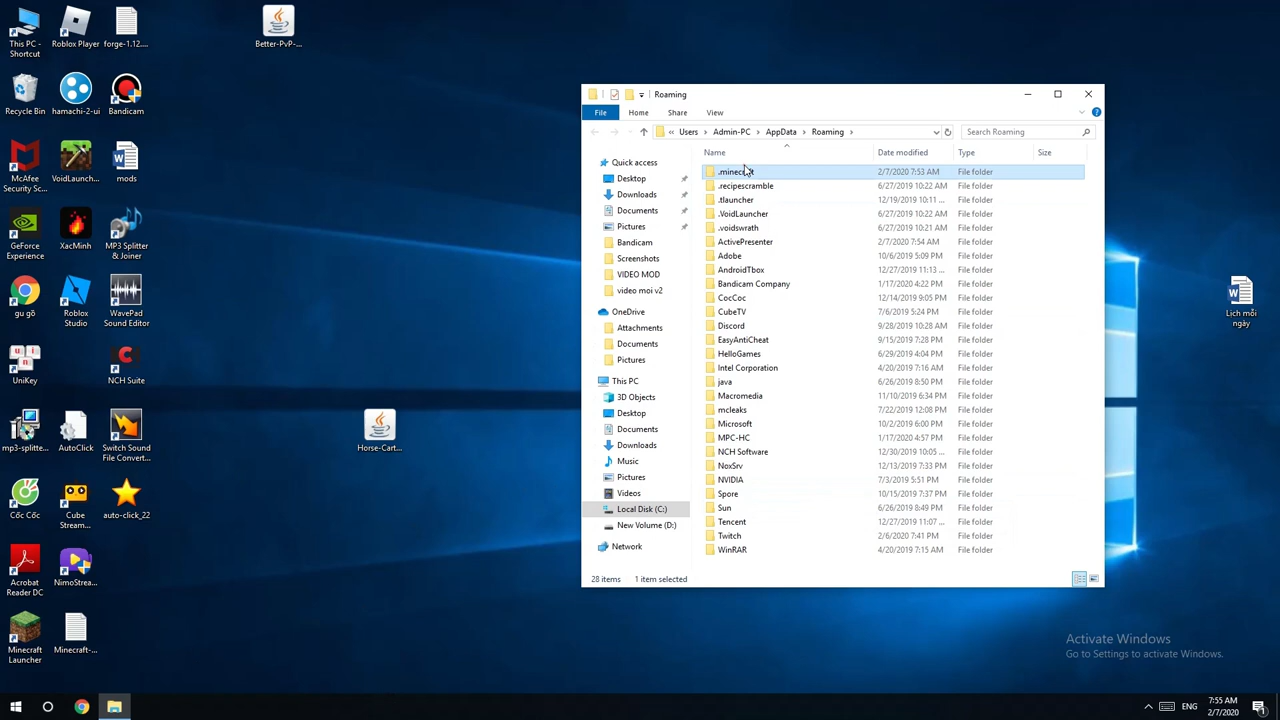 This PC -
Shortcut
Roblox Player
forge-1.12....
Better-PvP-...
Recycle Bin
hamachi-2-ui
Bandicam
McAfee
Security Sc...
VoidLaunch...
mods
GeForce
Experience
XacMinh
MP3 Splitter
& Joiner
gu gồ
Roblox
Studio
WavePad
Sound Editor
UniKey
NCH Suite
mp3-splitte...
AutoClick
Switch Sound
File Convert...
Horse-Cart...
Cốc Cốc
Cube
Stream...
auto-click_22
Acrobat
Reader DC
NimoStrea...
Minecraft
Launcher
Minecraft-...
Lịch mỗi
ngày
Roaming
File Home Share View
Users > Admin-PC > AppData > Roaming >
Search Roaming
Name Date modified Type Size
Quick access
Desktop
Downloads
Documents
Pictures
Bandicam
Screenshots
VIDEO MOD
video moi v2
OneDrive
Attachments
Documents
Pictures
This PC
3D Objects
Desktop
Documents
Downloads
Music
Pictures
Videos
Local Disk (C:)
New Volume (D:)
Network
.minecraft 2/7/2020 7:53 AM File folder
.recipescramble 6/27/2019 10:22 AM File folder
.tlauncher 12/19/2019 10:11 ... File folder
.VoidLauncher 6/27/2019 10:22 AM File folder
.voidswrath 6/27/2019 10:21 AM File folder
ActivePresenter 2/7/2020 7:54 AM File folder
Adobe 10/6/2019 5:09 PM File folder
AndroidTbox 12/27/2019 11:13 ... File folder
Bandicam Company 1/17/2020 4:22 PM File folder
CocCoc 12/14/2019 9:05 PM File folder
CubeTV 7/6/2019 5:24 PM File folder
Discord 9/28/2019 10:28 AM File folder
EasyAntiCheat 9/15/2019 7:28 PM File folder
HelloGames 6/29/2019 4:04 PM File folder
Intel Corporation 4/20/2019 7:16 AM File folder
java 6/26/2019 8:50 PM File folder
Macromedia 11/10/2019 6:34 PM File folder
mcleaks 7/22/2019 12:08 PM File folder
Microsoft 10/2/2019 6:00 PM File folder
MPC-HC 1/17/2020 4:57 PM File folder
NCH Software 12/30/2019 10:05 ... File folder
NoxSrv 12/13/2019 7:33 PM File folder
NVIDIA 7/3/2019 5:51 PM File folder
Spore 10/15/2019 7:37 PM File folder
Sun 6/26/2019 8:49 PM File folder
Tencent 12/27/2019 11:07 ... File folder
Twitch 2/6/2020 7:41 PM File folder
WinRAR 4/20/2019 7:15 AM File folder
28 items 1 item selected
Activate Windows
Go to Settings to activate Windows.
ENG
7:55 AM
2/7/2020